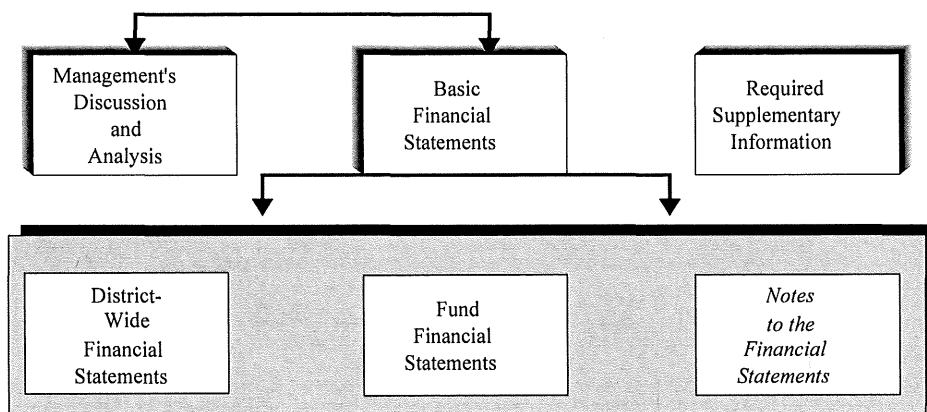 Management's
Discussion
and
Analysis
Basic
Financial
Statements
Required
Supplementary
Information
District-
Wide
Financial
Statements
Fund
Financial
Statements
Notes
to the
Financial
Statements